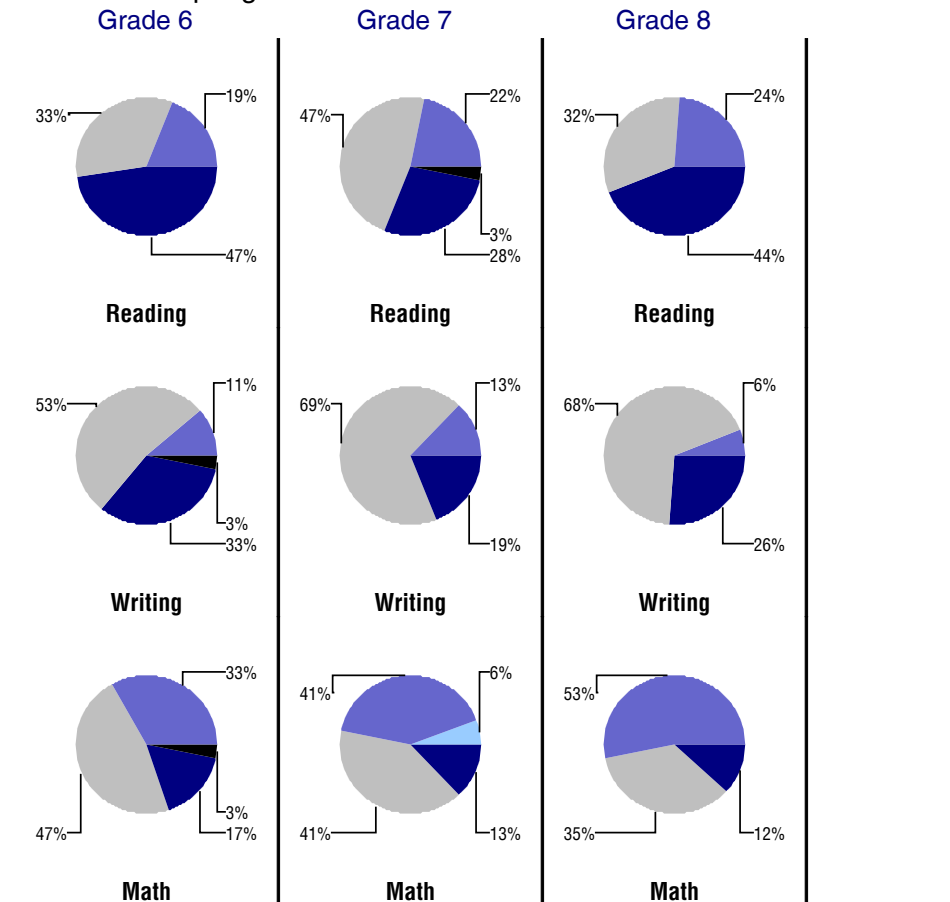 Grade 6 Grade 7 Grade 8
19% 22% 24%
33% 47% 32%
3%
47% 28% 44%
Reading Reading Reading
11% 13% 6%
53% 69% 68%
3%
33% 19% 26%
Writing Writing Writing
33% 6%
41% 53%
3%
47% 17% 41% 13% 35% 12%
Math Math Math